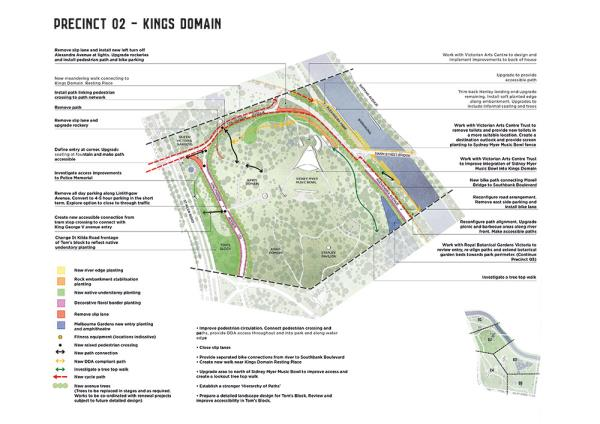 PRECINCT 02 - KINGS DOMAIN
Remove slip lane and install new left turn off
Alexandra Avenue at lights. Upgrade rockeries
and install pedestrian path and bike parking
New meandering walk connecting to
Kings Domain Resting Place
Install path linking pedestrian
crossing to path network
Remove path
Remove slip lane and
upgrade rockery
Define entry at corner. Upgrade
seating at fountain and make path
accessible
Investigate access improvements
to Police Memorial
Remove all day parking along Linlithgow
Avenue. Convert to 4-5 hour parking in the short
term. Explore option to close to through traffic
Create new accessible connection from
tram stop crossing to connect with
King George V avenue entry
Change St Kilda Road frontage
of Tom's block to reflect native
understory planting
Work with Victorian Arts Centre to design and
implement improvements to back of house
Upgrade to provide
accessible path
Trim back Henley landing and upgrade
remaining. Install soft planted edge
along embankment. Upgrades to
include informal seating and trees
Work with Victorian Arts Centre Trust to
remove toilets and provide new toilets in
a more suitable location. Create a
destination outlook and provide screen
planting to Sydney Myer Bowl fence
Work with Victorian Arts Centre Trust
to improve integration of Sidney Myer
Music Bowl into Kings Domain
New bike path connecting Morell
Bridge to Southbank Boulevard
Reconfigure road arrangement.
Remove east side parking and
install bike lane
Reconfigure path alignment. Upgrade
picnic and barbecue areas along river
front. Make accessible paths
Work with Royal Botanical Gardens Victoria to
review entry, re-align paths and extend botanical
garden beds towards park perimeter. (Continue
Precinct 03)
Investigate a tree top walk
QUEEN
VICTORIA
GARDENS
KINGS
DOMAIN
SIDNEY MYER
MUSIC BOWL
SWAN STREET BRIDGE
TOM'S
BLOCK
KINGS
DOMAIN
STAPLEY
PAVILION
New river edge planting
Rock embankment stabilisation
planting
New native understorey planting
Decorative floral border planting
Remove slip lane
Melbourne Gardens new entry planting
and amphitheatre
Fitness equipment (locations indicative)
New raised pedestrian crossing
New path connection
New DDA compliant path
Investigate a tree top walk
New cycle path
New avenue trees
(Trees to be replaced in stages and as required.
Works to be co-ordinated with renewal projects
subject to future detailed design).
• Improve pedestrian circulation. Connect pedestrian crossing and
paths, provide DDA access throughout and into park and along water
edge
• Close slip lanes
• Provide separated bike connections from river to Southbank Boulevard
• Create new walk near Kings Domain Resting Place
• Upgrade area to north of Sidney Myer Music Bowl to improve access and
create a lookout tree top walk.
• Establish a stronger 'Hierarchy of Paths'
• Prepare a detailed landscape design for Tom's Block. Review and
improve accessibility in Tom's Block.